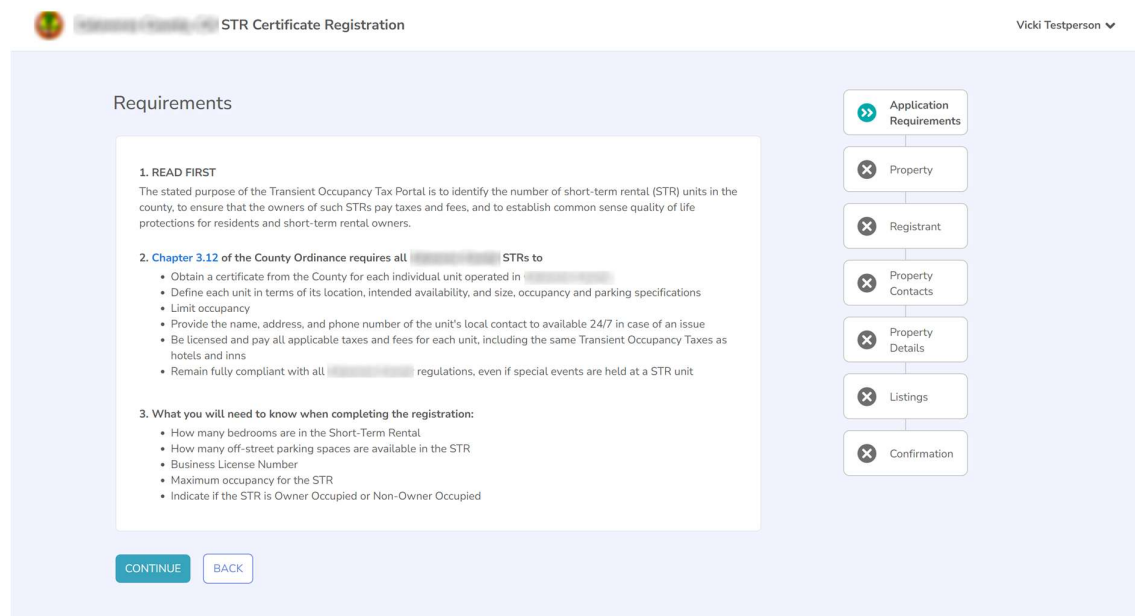 STR Certificate Registration
Vicki Testperson
Requirements
1. READ FIRST
The stated purpose of the Transient Occupancy Tax Portal is to identify the number of short-term rental (STR) units in the
county, to ensure that the owners of such STRs pay taxes and fees, and to establish common sense quality of life
protections for residents and short-term rental owners.
2. Chapter 3.12 of the County Ordinance requires all STRs to
• Obtain a certificate from the County for each individual unit operated in
• Define each unit in terms of its location, intended availability, and size, occupancy and parking specifications
• Limit occupancy
• Provide the name, address, and phone number of the unit's local contact to available 24/7 in case of an issue
• Be licensed and pay all applicable taxes and fees for each unit, including the same Transient Occupancy Taxes as
hotels and inns
• Remain fully compliant with all regulations, even if special events are held at a STR unit
3. What you will need to know when completing the registration:
• How many bedrooms are in the Short-Term Rental
• How many off-street parking spaces are available in the STR
• Business License Number
• Maximum occupancy for the STR
• Indicate if the STR is Owner Occupied or Non-Owner Occupied
CONTINUE
BACK
Application
Requirements
Property
Registrant
Property
Contacts
Property
Details
Listings
Confirmation